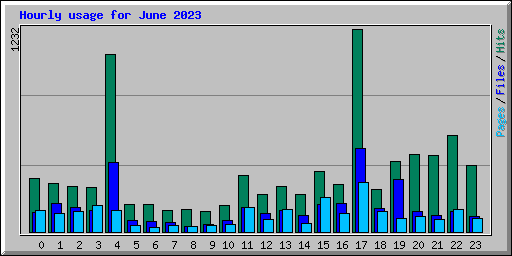 Hourly usage for June 2023
1232
Pages/Files/Hits
0 1 2 3 4 5 6 7 8 9 10 11 12 13 14 15 16 17 18 19 20 21 22 23